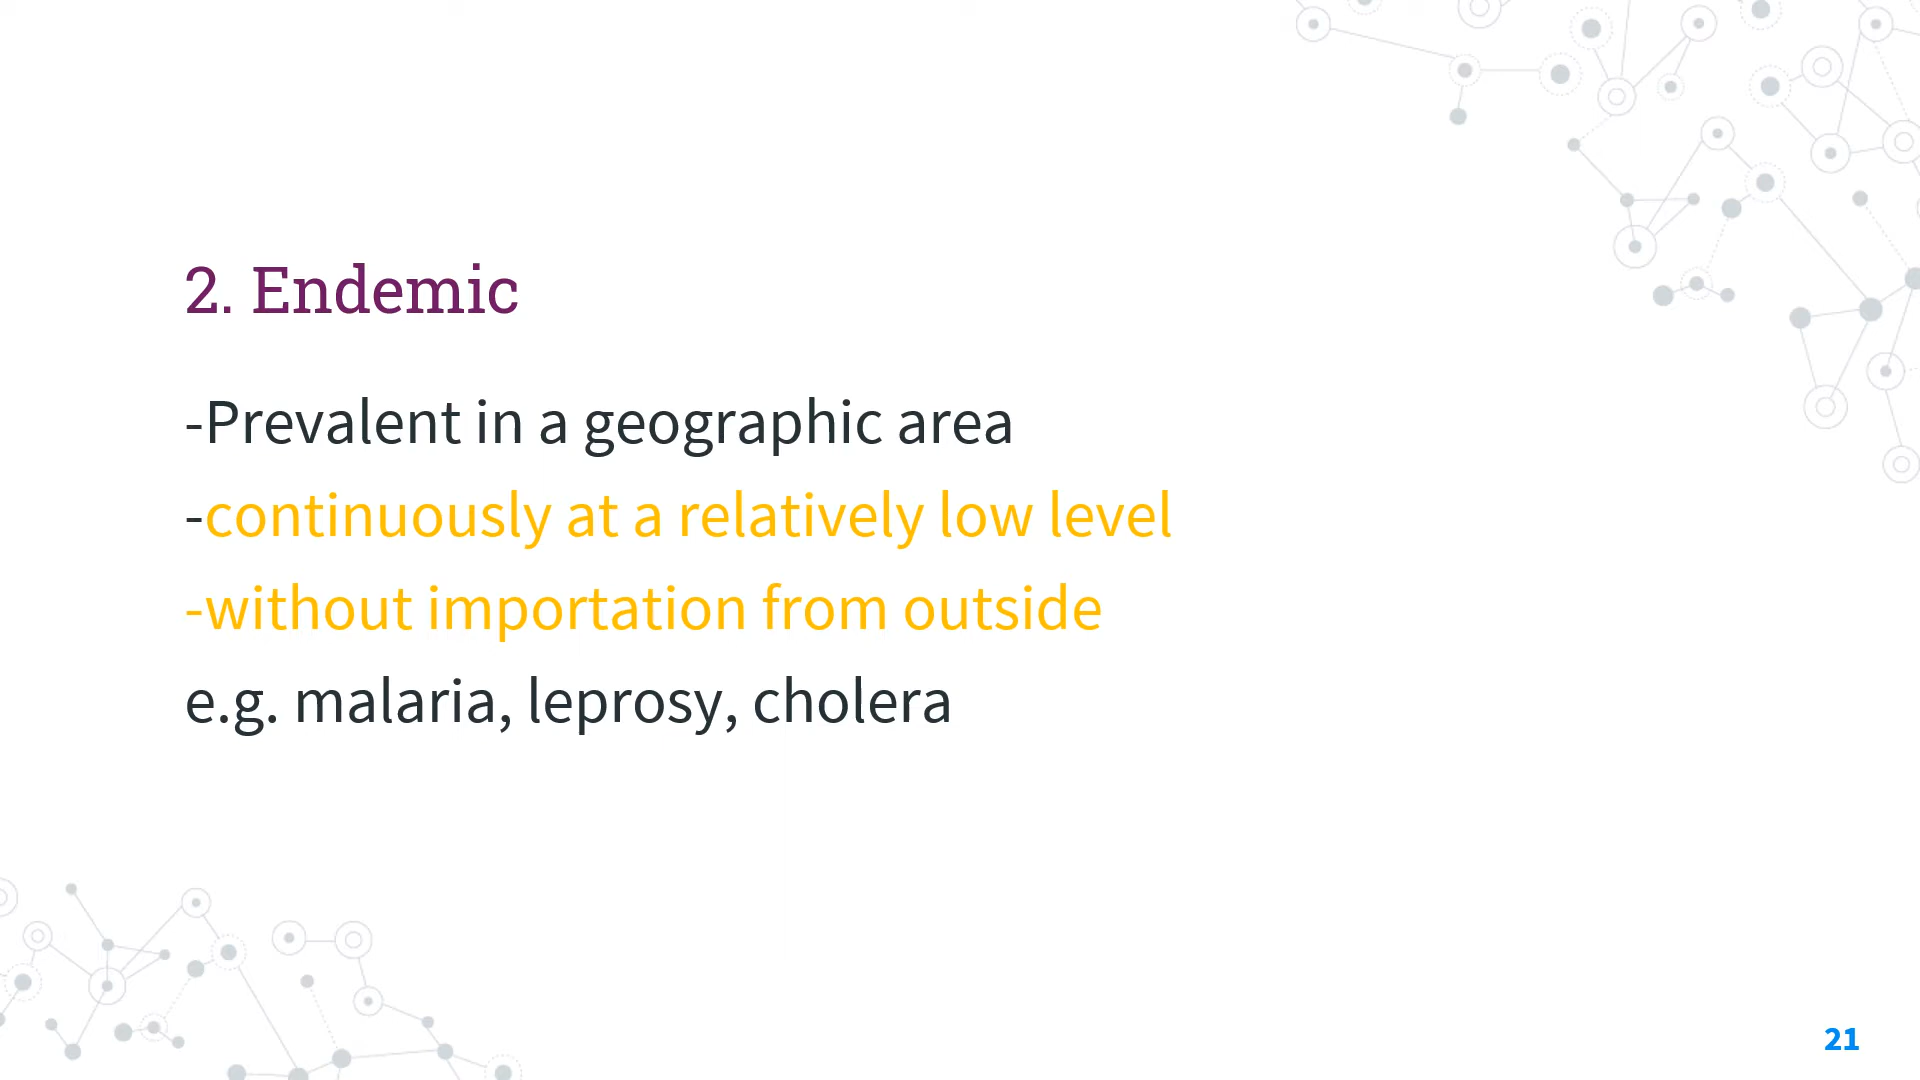 2. Endemic
-Prevalent in a geographic area
-continuously at a relatively low level
-without importation from outside
e.g. malaria, leprosy, cholera
21